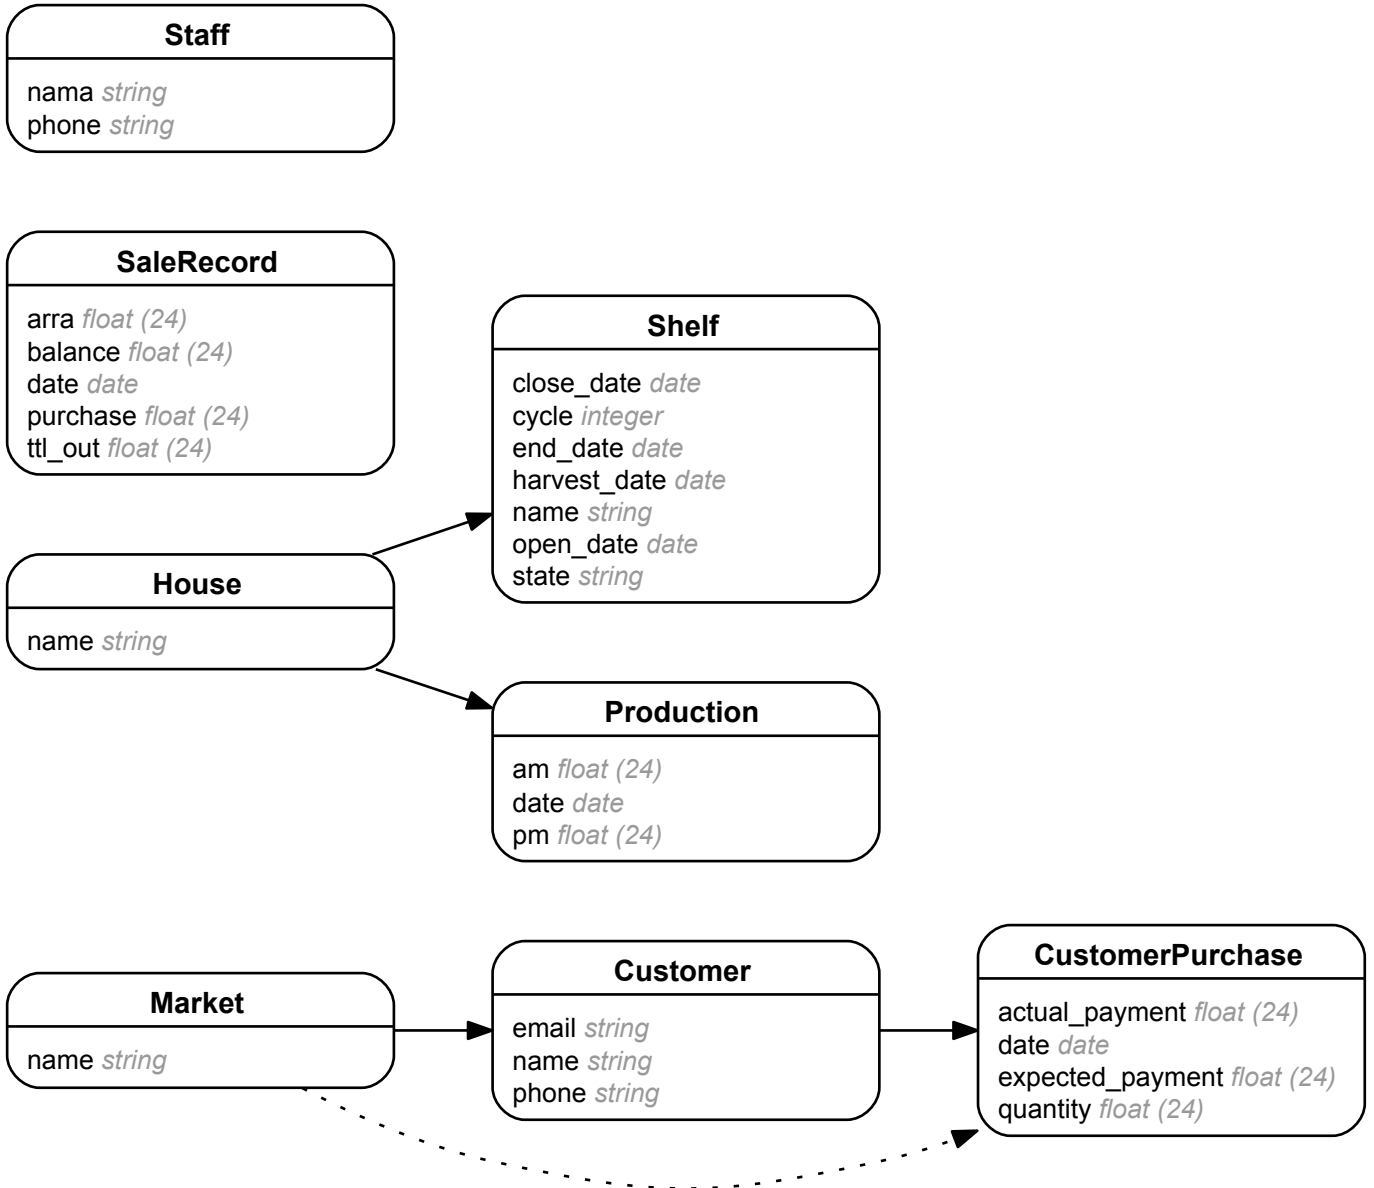 Staff
nama string
phone string
SaleRecord
arra float (24)
balance float (24)
date date
purchase float (24)
ttl_out float (24)
Shelf
close_date date
cycle integer
end_date date
harvest_date date
name string
open_date date
state string
House
name string
Production
am float (24)
date date
pm float (24)
Market
name string
Customer
email string
name string
phone string
CustomerPurchase
actual_payment float (24)
date date
expected_payment float (24)
quantity float (24)